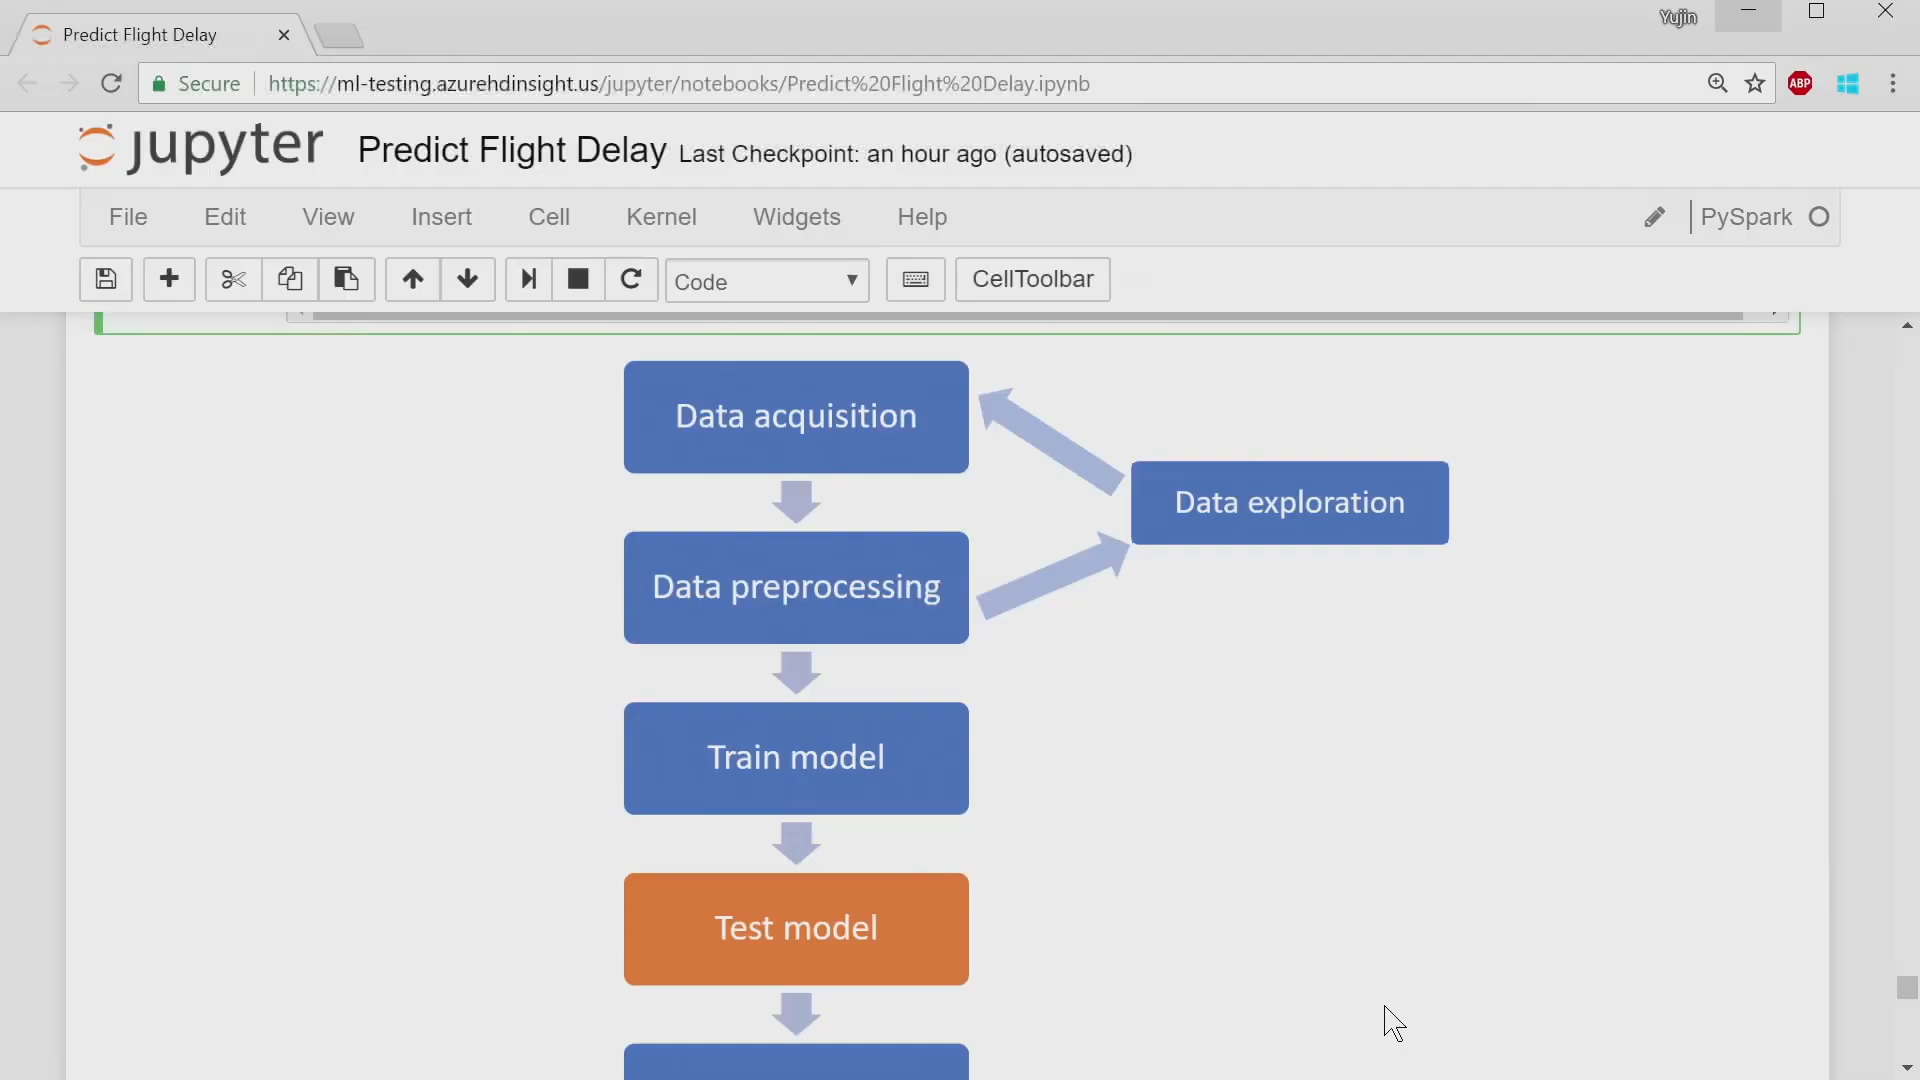 Predict Flight Delay
Yujin
Secure
https://ml-testing.azurehdinsight.us/jupyter/notebooks/Predict%20Flight%20Delay.ipynb
ABP
jupyter
Predict Flight Delay Last Checkpoint: an hour ago (autosaved)
File Edit View Insert Cell Kernel Widgets Help
PySpark
Code
CellToolbar
Data acquisition
Data exploration
Data preprocessing
Train model
Test model